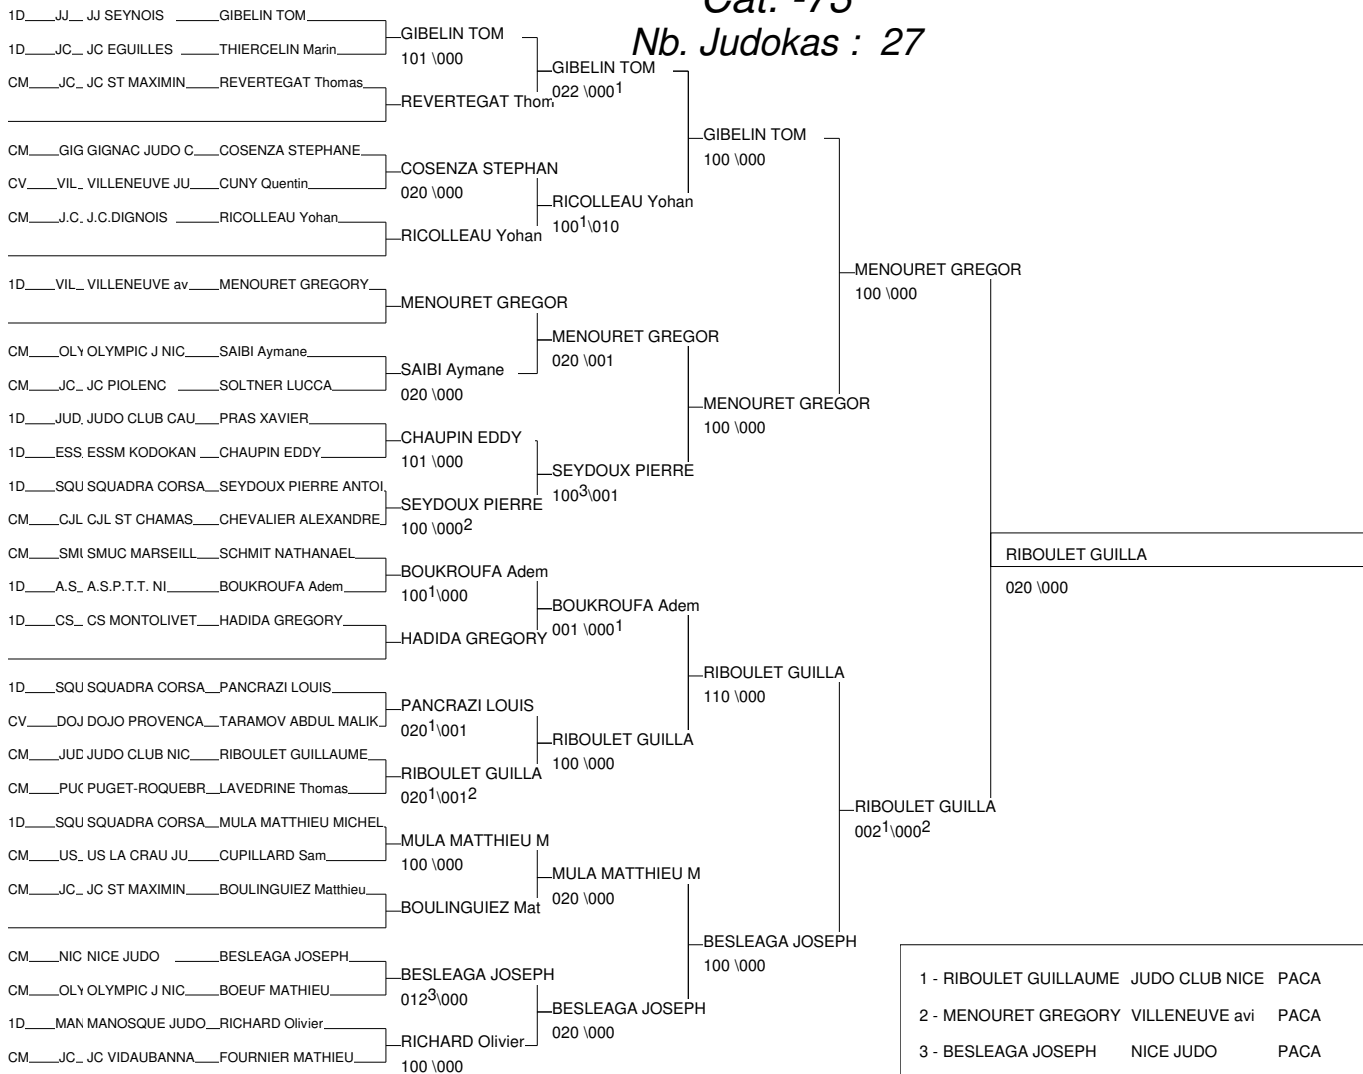 Cat. -73
Nb. Judokas : 27
1D JJ JJ SEYNOIS GIBELIN TOM
1D JC JC EGUILLES THIERCELIN Marin
CM JC JC ST MAXIMIN REVERTEGAT Thomas
CM GIG GIGNAC JUDO C COSENZA STEPHANE
CV VIL VILLENEUVE JU CUNY Quentin
CM J.C. J.C.DIGNOIS RICOLLEAU Yohan
1D VIL VILLENEUVE av MENOURET GREGORY
CM OLY OLYMPIC J NIC SAIBI Aymane
CM JC JC PIOLENC SOLTNER LUCCA
1D JUD JUDO CLUB CAU PRAS XAVIER
1D ESS ESSM KODOKAN CHAUPIN EDDY
1D SQU SQUADRA CORSA SEYDOUX PIERRE ANTOI
CM CJL CJL ST CHAMAS CHEVALIER ALEXANDRE
CM SMU SMUC MARSEILL SCHMIT NATHANAEL
1D A.S A.S.P.T.T. NI BOUKROUFA Adem
1D CS CS MONTOLIVET HADIDA GREGORY
1D SQU SQUADRA CORSA PANCRAZI LOUIS
CV DOJ DOJO PROVENCA TARAMOV ABDUL MALIK
CM JUD JUDO CLUB NIC RIBOULET GUILLAUME
CM PUG PUGET-ROQUEBR LAVEDRINE Thomas
1D SQU SQUADRA CORSA MULA MATTHIEU MICHEL
CM US US LA CRAU JU CUPILLARD Sam
CM JC JC ST MAXIMIN BOULINGUIEZ Matthieu
CM NIC NICE JUDO BESLEAGA JOSEPH
CM OLY OLYMPIC J NIC BOEUF MATHIEU
1D MAN MANOSQUE JUDO RICHARD Olivier
CM JC JC VIDAUBANNA FOURNIER MATHIEU
GIBELIN TOM
101 \000
REVERTEGAT Thom
COSENZA STEPHAN
020 \000
RICOLLEAU Yohan
MENOURET GREGOR
SAIBI Aymane
020 \000
CHAUPIN EDDY
101 \000
SEYDOUX PIERRE
100 \000²
BOUKROUFA Adem
100¹\000
HADIDA GREGORY
PANCRAZI LOUIS
020¹\001
RIBOULET GUILLA
020¹\001²
MULA MATTHIEU M
100 \000
BOULINGUIEZ Mat
BESLEAGA JOSEPH
012³\000
RICHARD Olivier
100 \000
GIBELIN TOM
022 \000¹
RICOLLEAU Yohan
100¹\010
MENOURET GREGOR
020 \001
SEYDOUX PIERRE
100³\001
BOUKROUFA Adem
001 \000¹
RIBOULET GUILLA
100 \000
MULA MATTHIEU M
020 \000
BESLEAGA JOSEPH
020 \000
GIBELIN TOM
100 \000
MENOURET GREGOR
100 \000
RIBOULET GUILLA
110 \000
BESLEAGA JOSEPH
100 \000
MENOURET GREGOR
100 \000
RIBOULET GUILLA
002¹\000²
RIBOULET GUILLA
020 \000
1 - RIBOULET GUILLAUME JUDO CLUB NICE PACA
2 - MENOURET GREGORY VILLENEUVE avi PACA
3 - BESLEAGA JOSEPH NICE JUDO PACA